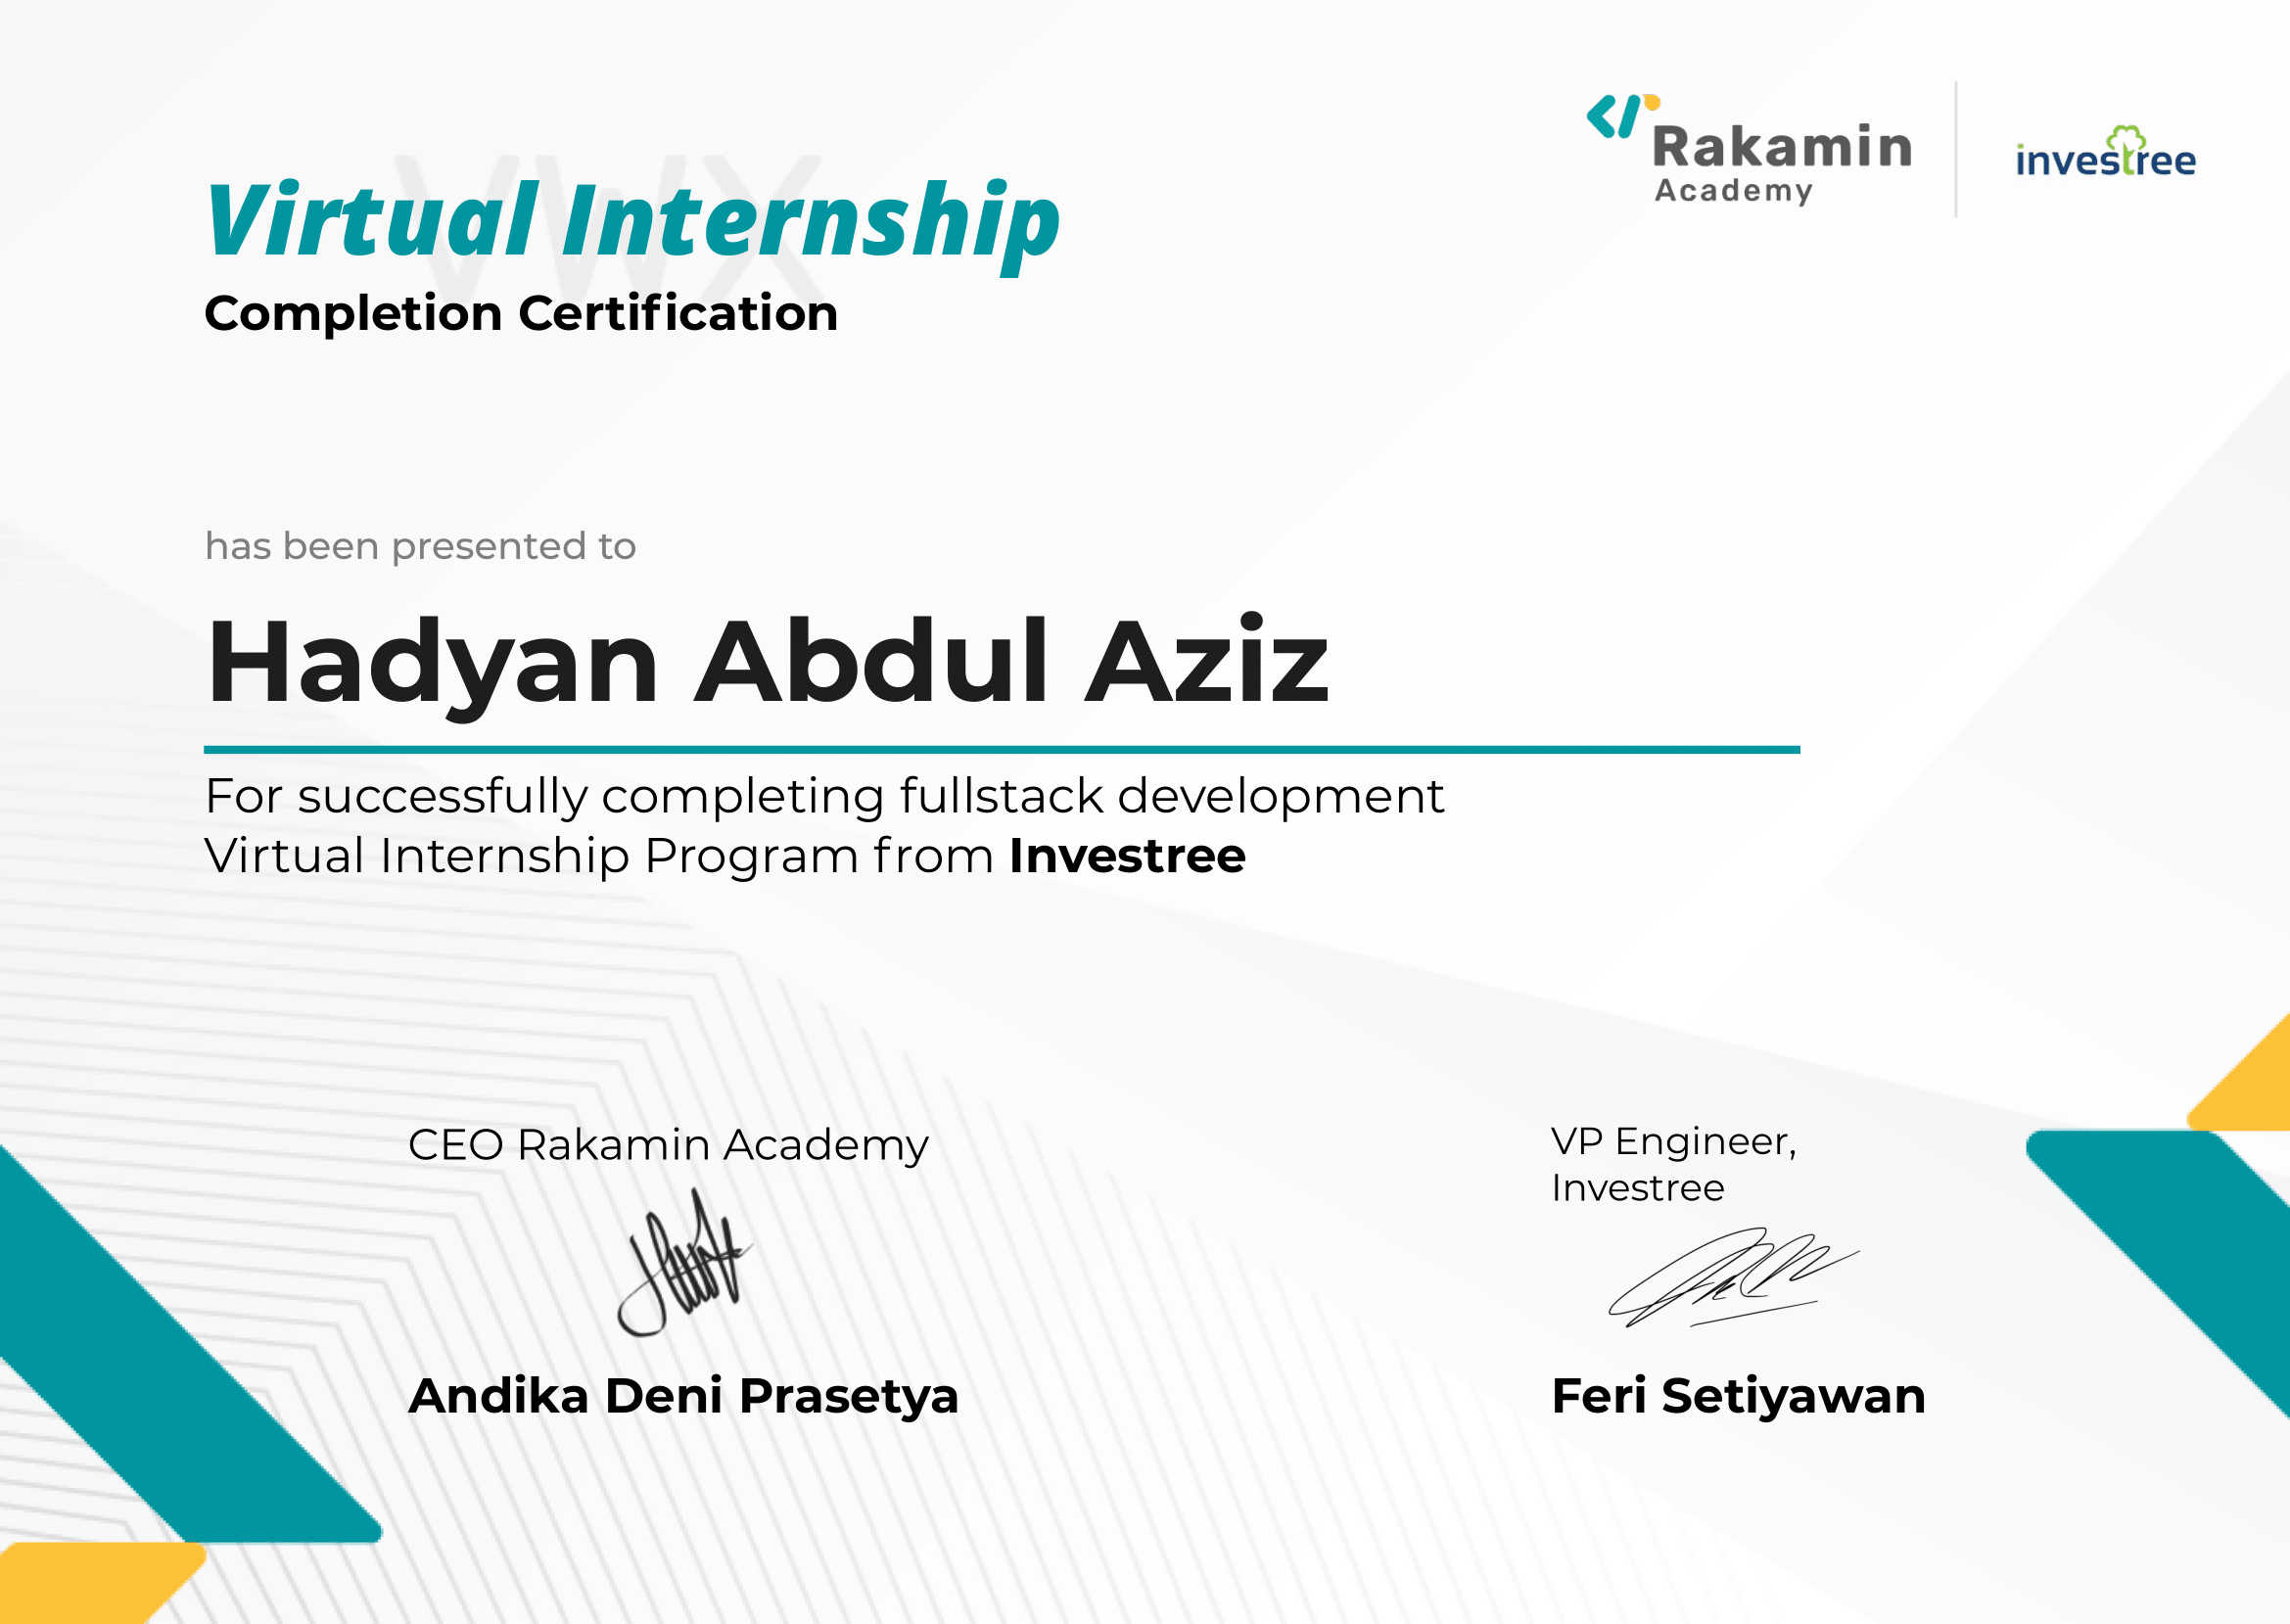 Rakamin
Academy
investree
VWX
Virtual Internship
Completion Certification
has been presented to
Hadyan Abdul Aziz
For successfully completing fullstack development
Virtual Internship Program from Investree
CEO Rakamin Academy
Andika Deni Prasetya
VP Engineer,
Investree
Feri Setiyawan